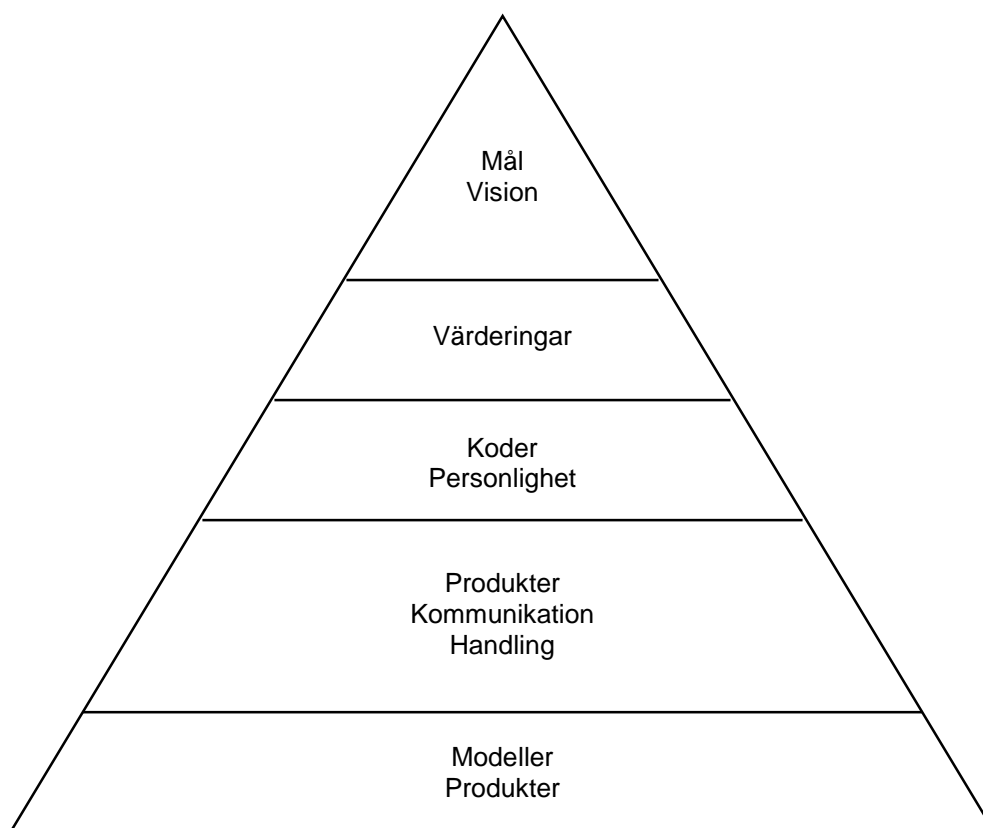 Mål
Vision
Värderingar
Koder
Personlighet
Produkter
Kommunikation
Handling
Modeller
Produkter